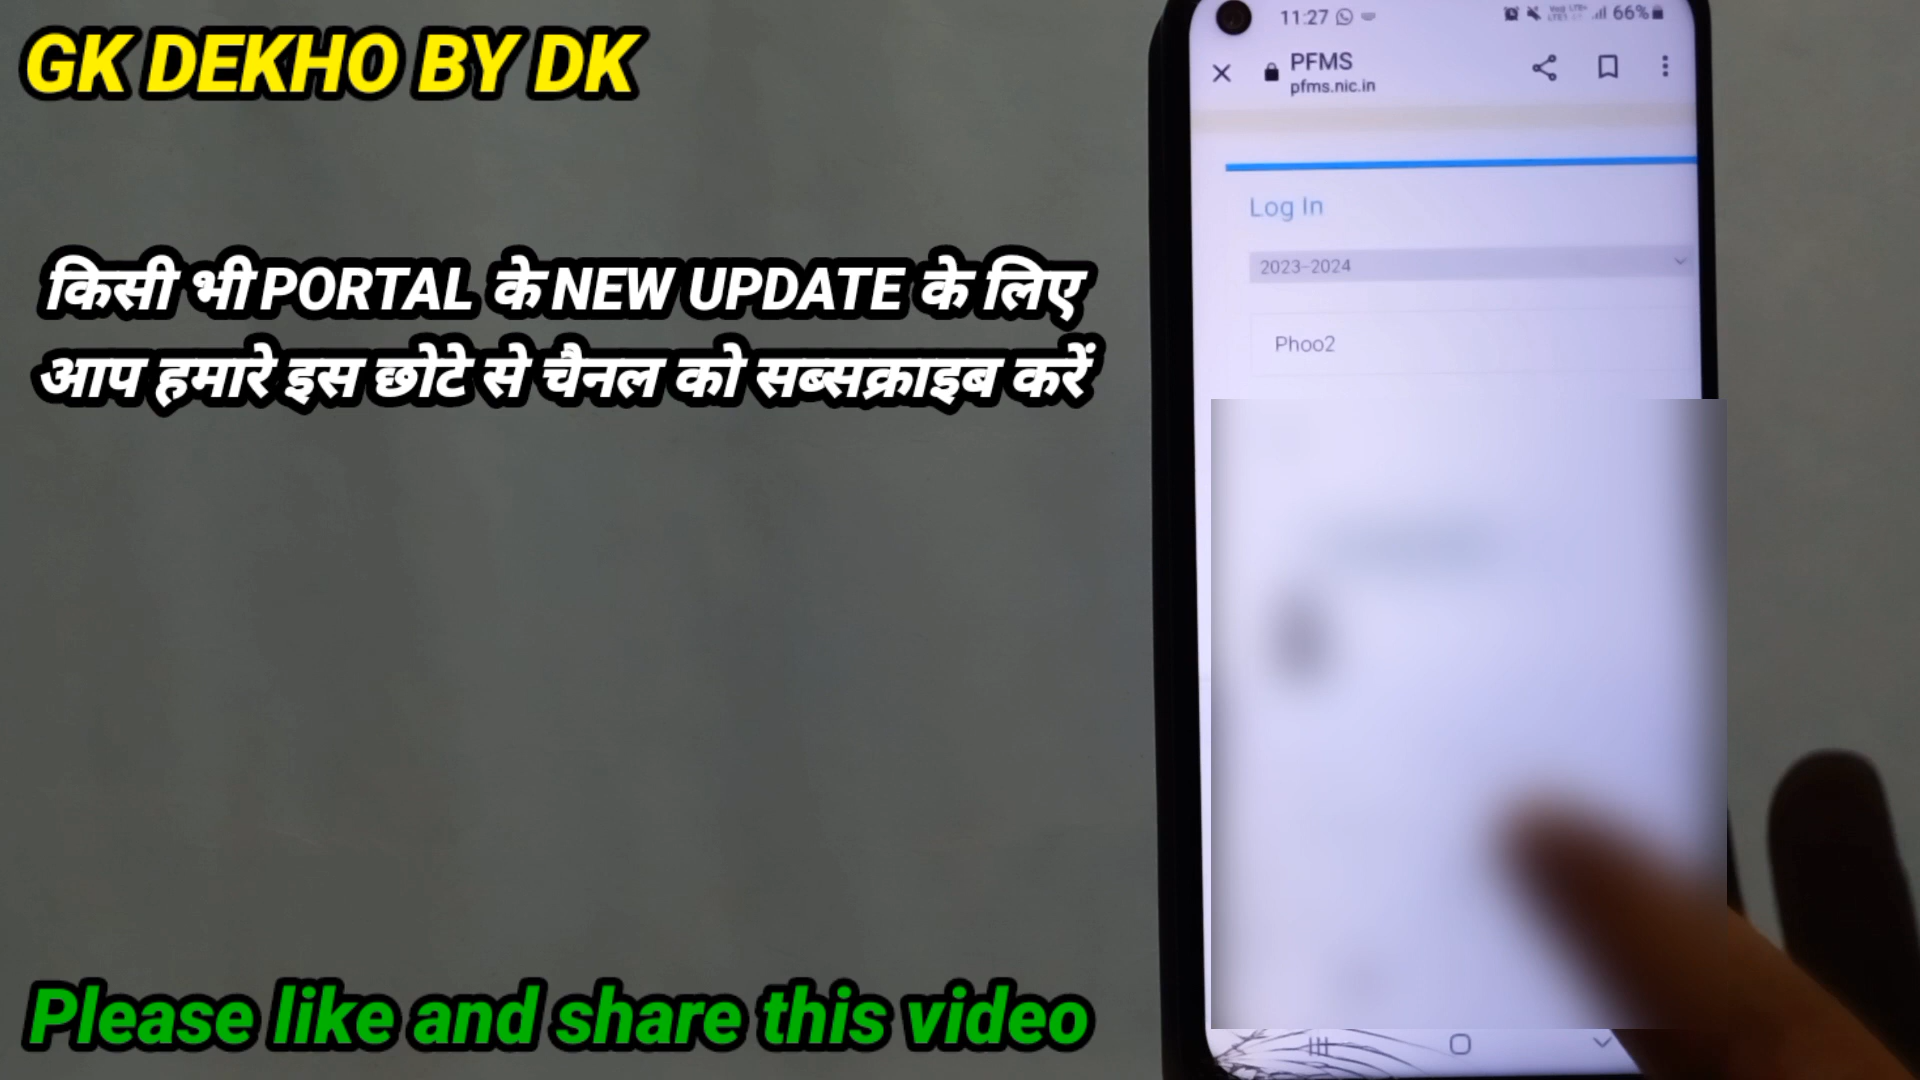 GK DEKHO BY DK
किसी भी PORTAL के NEW UPDATE के लिए
आप हमारे इस छोटे से चैनल को सब्सक्राइब करें
Please like and share this video
11:27
66%
PFMS
pfms.nic.in
Log In
2023-2024
Phoo2